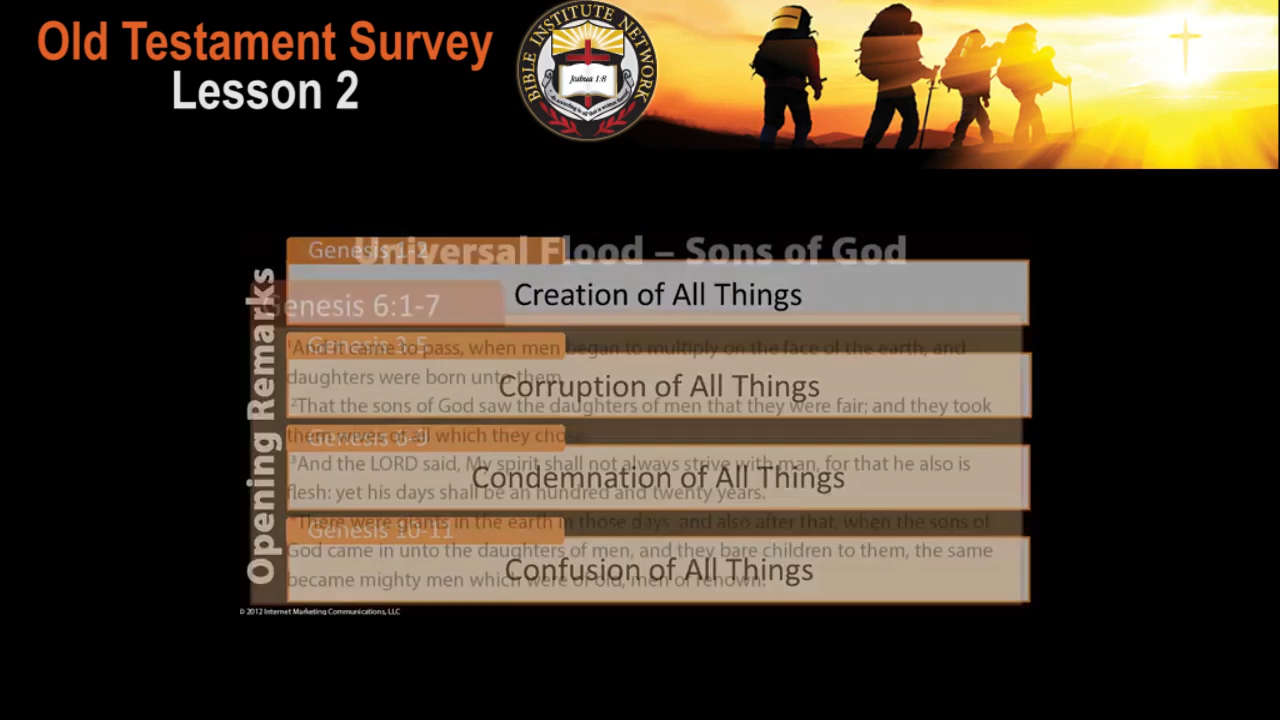 Old Testament Survey
Lesson 2
BIBLE INSTITUTE NETWORK
Joshua 1:8
Opening Remarks
Genesis 1-2
Creation of All Things
Genesis 3-5
Corruption of All Things
Genesis 6-9
Condemnation of All Things
Genesis 10-11
Confusion of All Things
Universal Flood – Sons of God
Genesis 6:1-7
¹And it came to pass, when men began to multiply on the face of the earth, and
daughters were born unto them
²That the sons of God saw the daughters of men that they were fair; and they took
them wives of all which they chose.
³And the LORD said, My spirit shall not always strive with man, for that he also is
flesh: yet his days shall be an hundred and twenty years.
⁴There were giants in the earth in those days; and also after that, when the sons of
God came in unto the daughters of men, and they bare children to them, the same
became mighty men which were of old, men of renown.
© 2012 Internet Marketing Communications, LLC